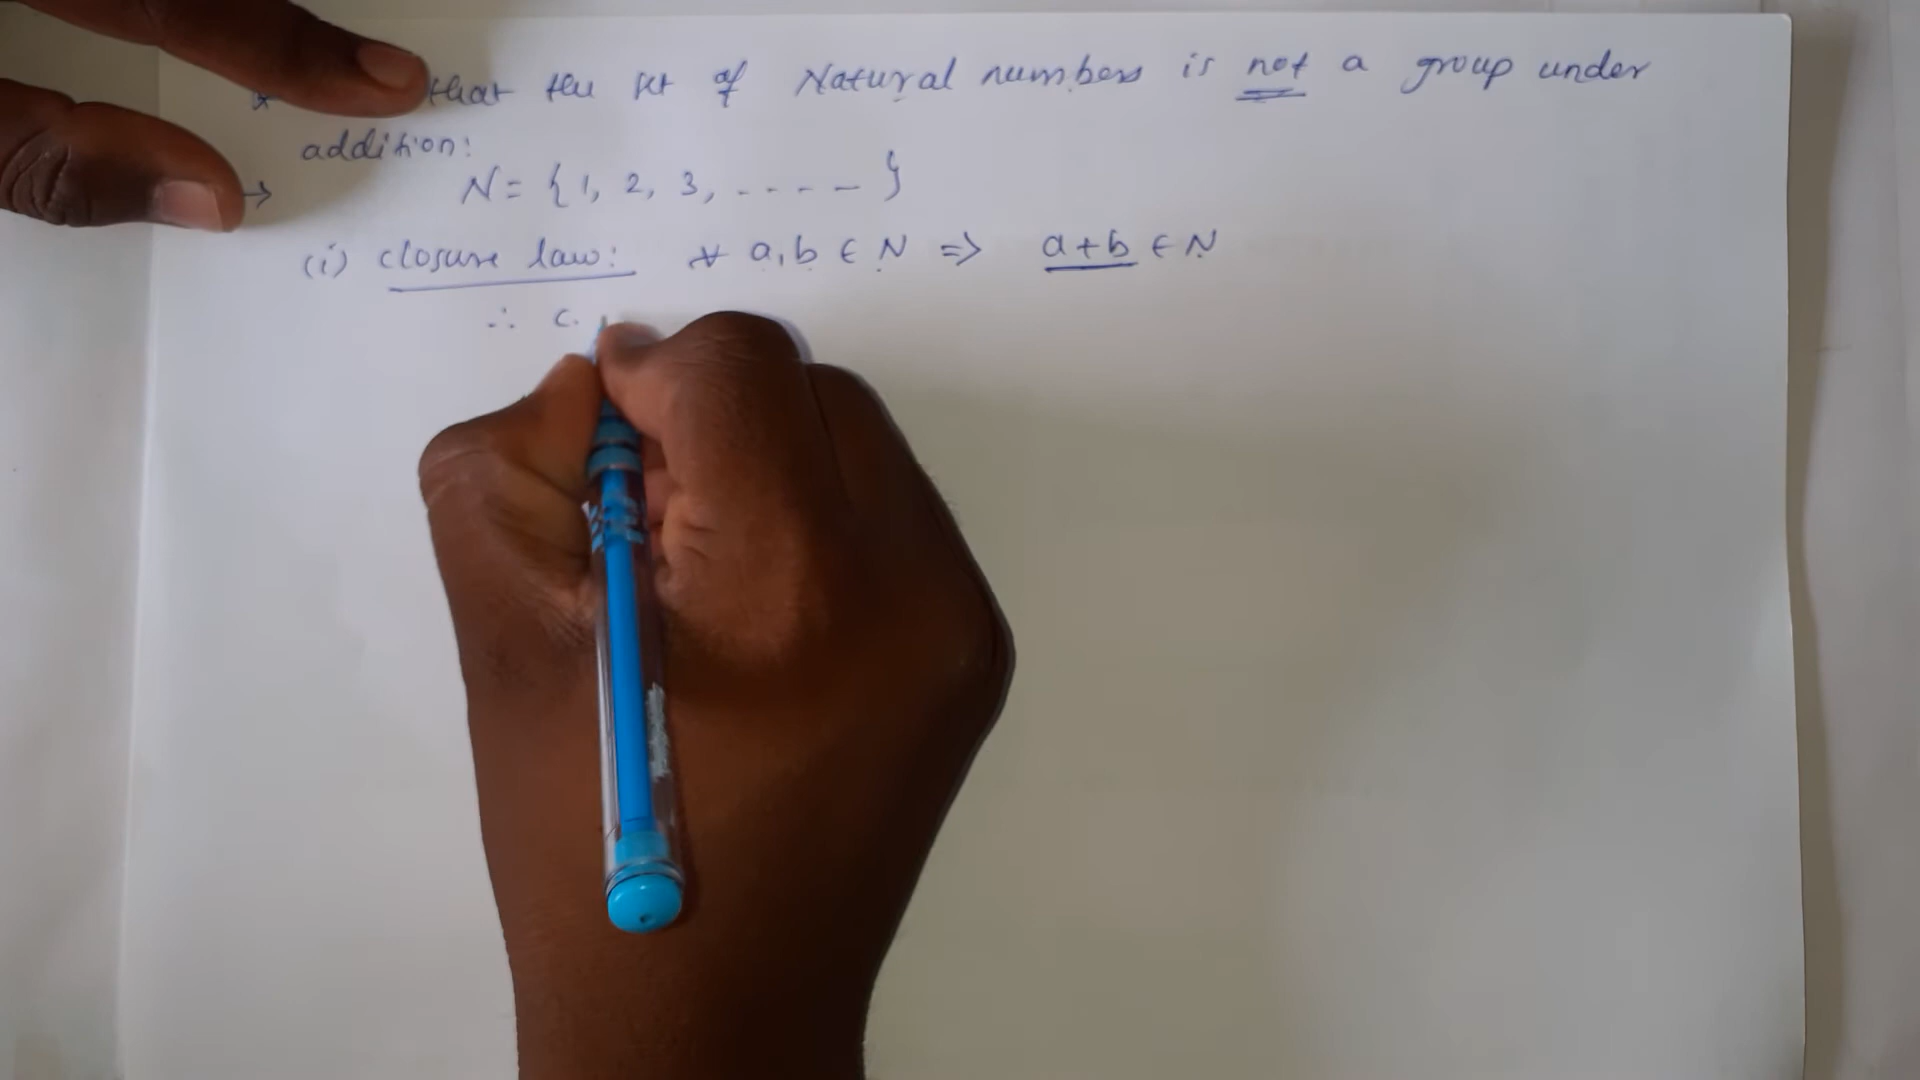 that the set of Natural numbers is not a group under
addition:
→ N = {1, 2, 3, ----- }
(i) closure law: ∀ a, b ∈ N => a+b ∈ N
∴ c.